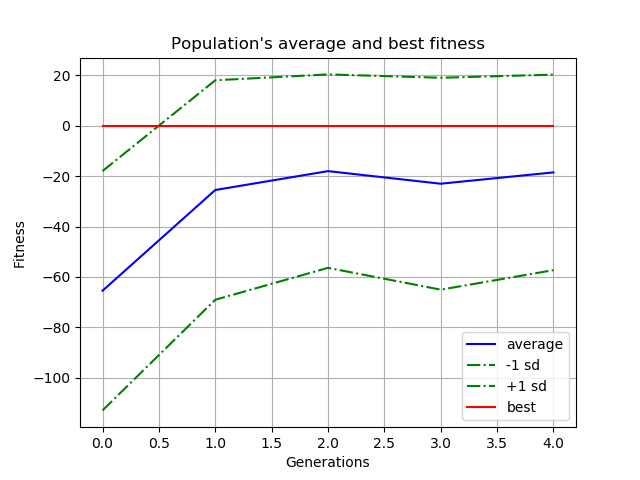 Population's average and best fitness
Fitness
20
0
−20
−40
−60
−80
−100
0.0 0.5 1.0 1.5 2.0 2.5 3.0 3.5 4.0
Generations
average
-1 sd
+1 sd
best